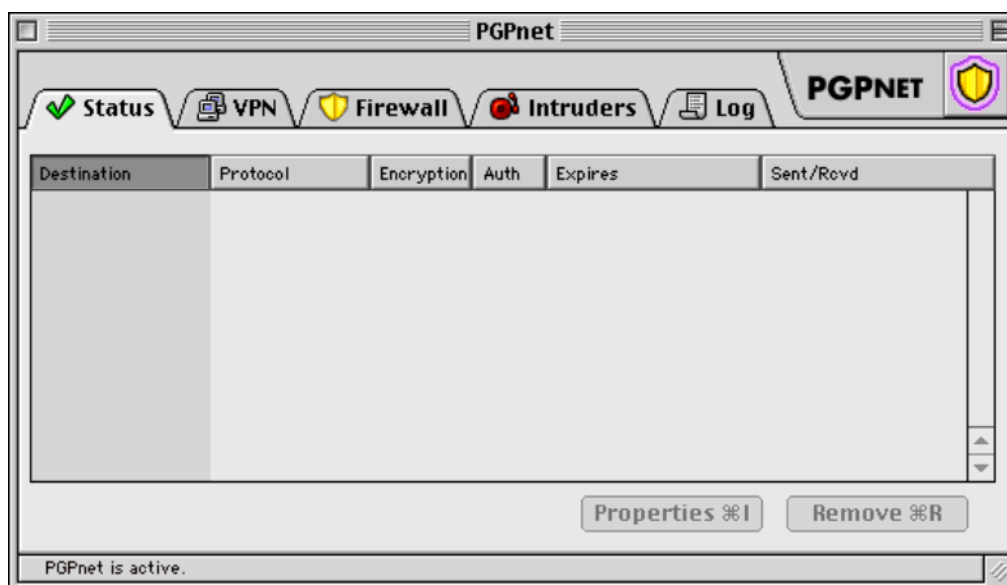 PGPnet
Status VPN Firewall Intruders Log PGPNET
Destination Protocol Encryption Auth Expires Sent/Rcvd
Properties ⌘I Remove ⌘R
PGPnet is active.